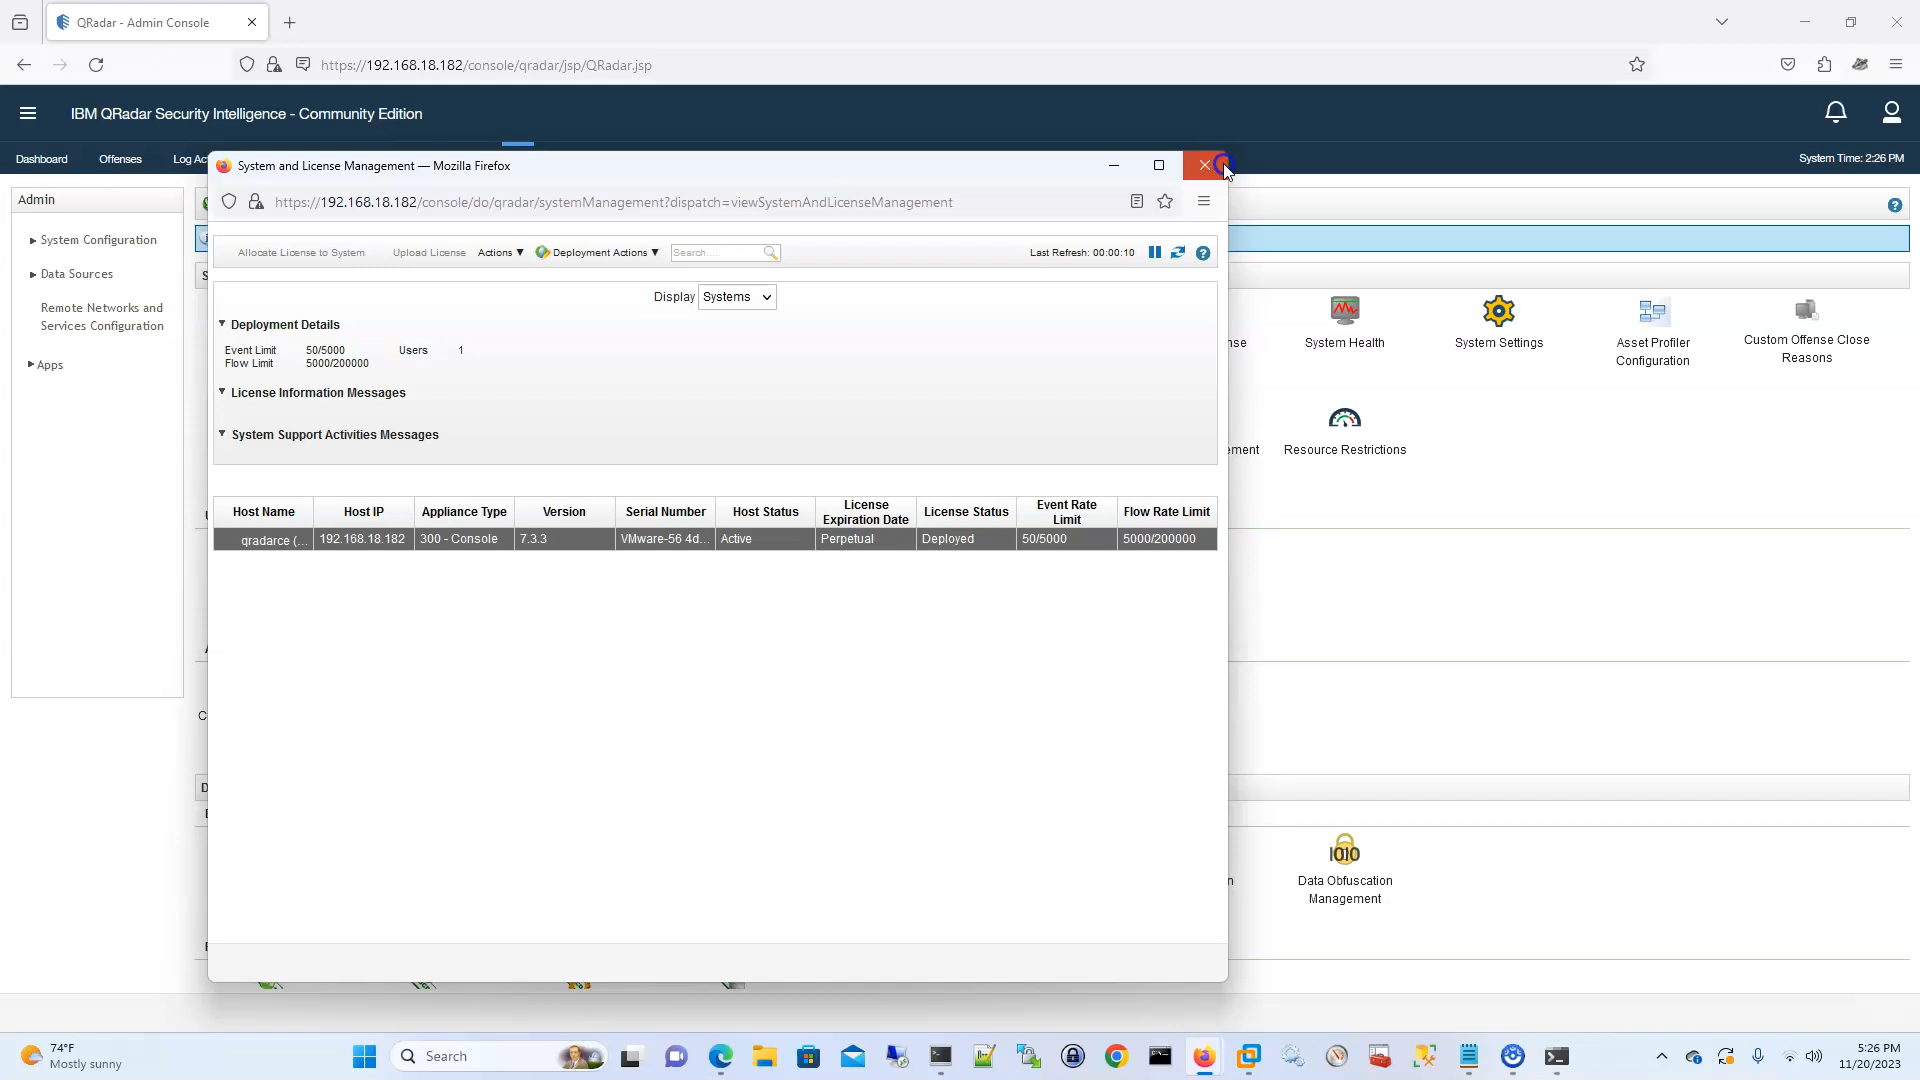 QRadar - Admin Console
https://192.168.18.182/console/qradar/jsp/QRadar.jsp
IBM QRadar Security Intelligence - Community Edition
Dashboard Offenses Log Ac
System Time: 2:26 PM
System and License Management — Mozilla Firefox
https://192.168.18.182/console/do/qradar/systemManagement?dispatch=viewSystemAndLicenseManagement
Admin
System Configuration
Data Sources
Remote Networks and
Services Configuration
Apps
Allocate License to System Upload License Actions Deployment Actions Search... Last Refresh: 00:00:10
Display Systems
Deployment Details
Event Limit 50/5000 Users 1
Flow Limit 5000/200000
License Information Messages
System Support Activities Messages
Host Name Host IP Appliance Type Version Serial Number Host Status License Expiration Date License Status Event Rate Limit Flow Rate Limit
qradarce (... 192.168.18.182 300 - Console 7.3.3 VMware-56 4d... Active Perpetual Deployed 50/5000 5000/200000
nse
System Health
System Settings
Asset Profiler
Configuration
Custom Offense Close
Reasons
ement
Resource Restrictions
n
Data Obfuscation
Management
74°F
Mostly sunny
Search
5:26 PM
11/20/2023